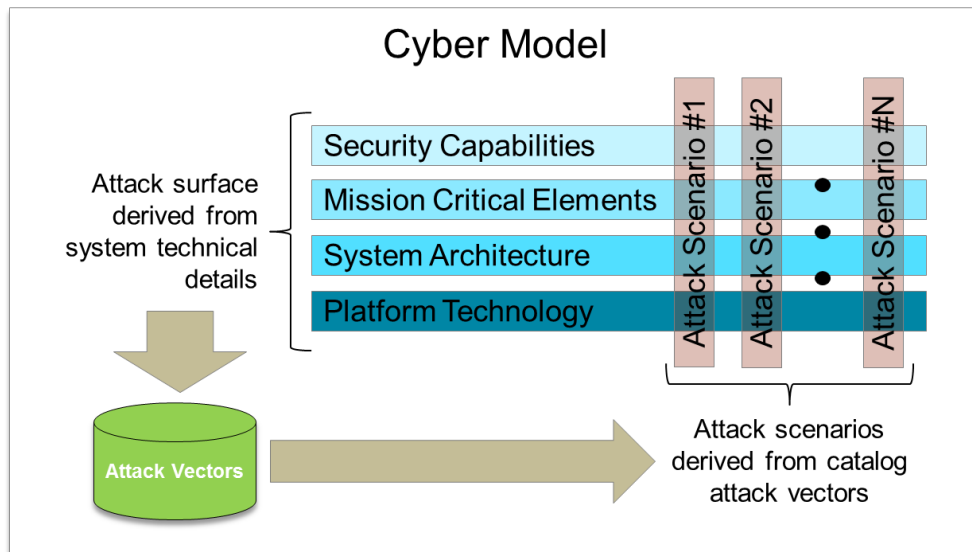 Cyber Model
Attack surface
derived from
system technical
details
Security Capabilities
Mission Critical Elements
System Architecture
Platform Technology
Attack Scenario #1
Attack Scenario #2
Attack Scenario #N
Attack Vectors
Attack scenarios
derived from catalog
attack vectors